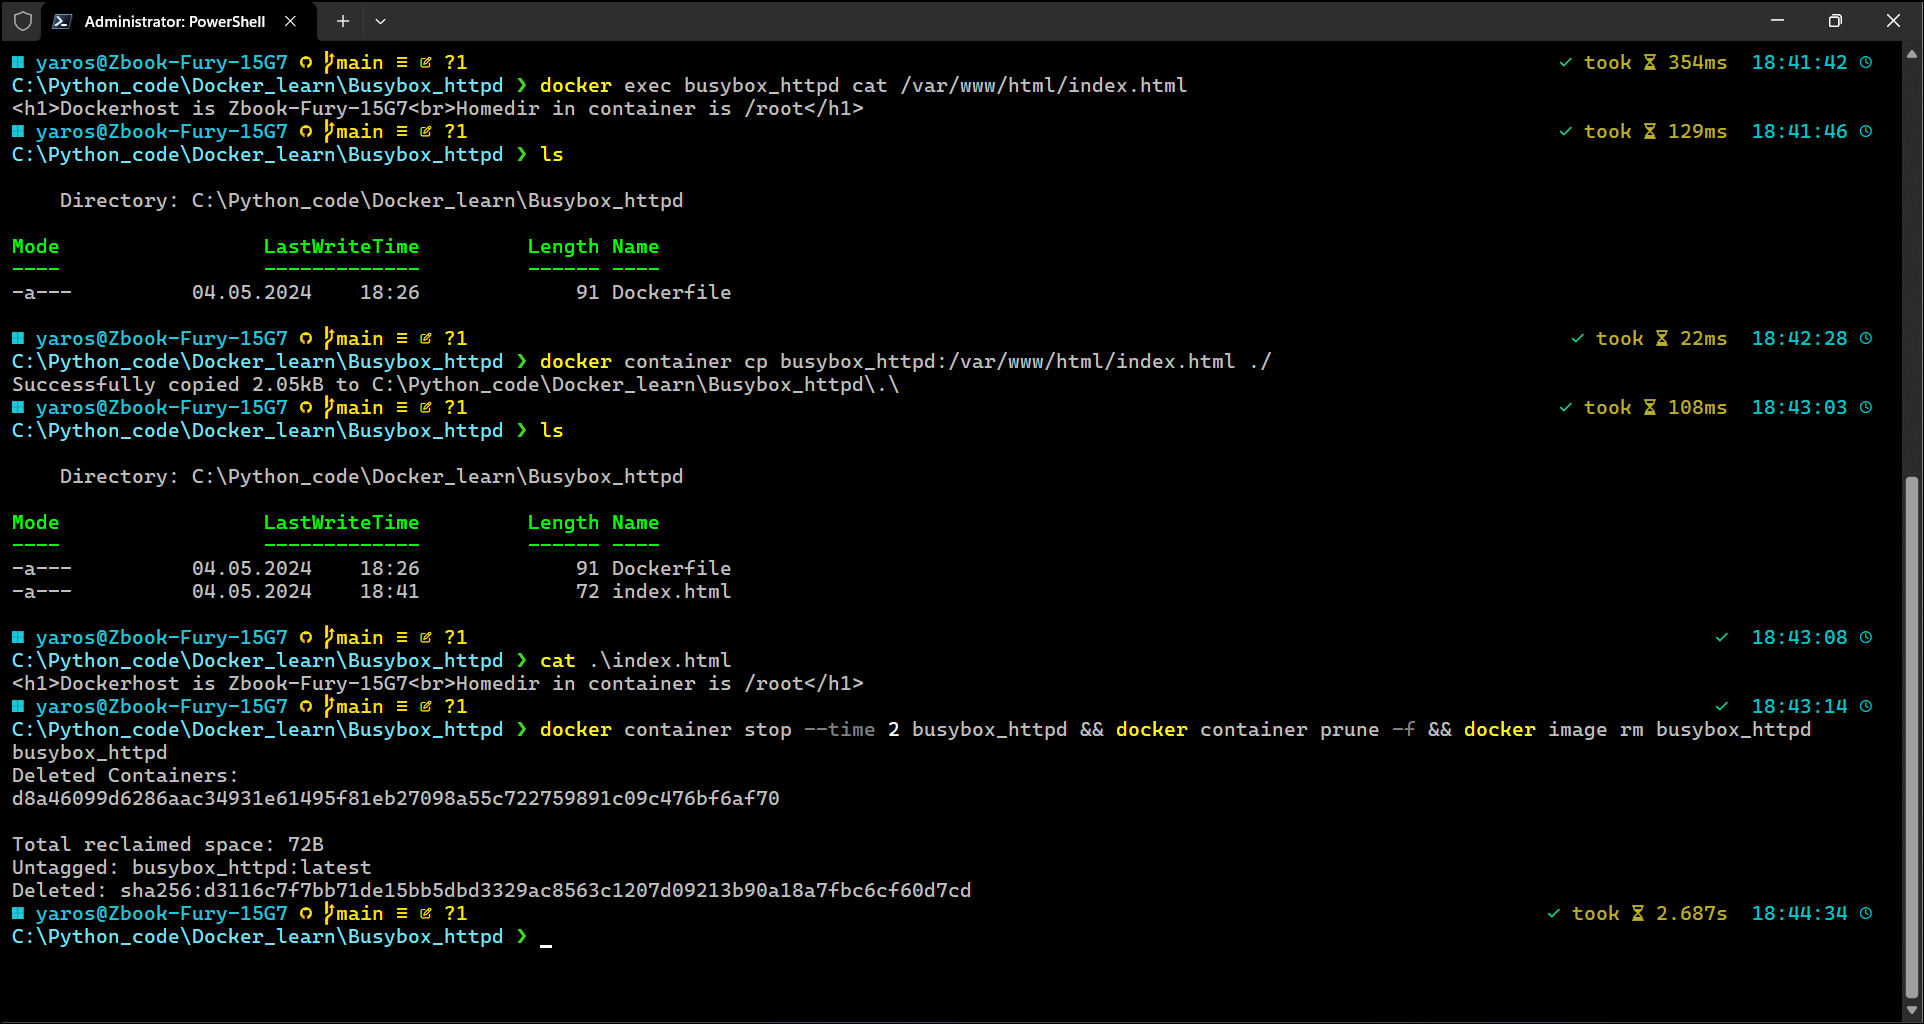 Administrator: PowerShell
yaros@Zbook-Fury-15G7 main ≡ ?1 ✓ took 354ms 18:41:42
C:\Python_code\Docker_learn\Busybox_httpd ❯ docker exec busybox_httpd cat /var/www/html/index.html
<h1>Dockerhost is Zbook-Fury-15G7<br>Homedir in container is /root</h1>
yaros@Zbook-Fury-15G7 main ≡ ?1 ✓ took 129ms 18:41:46
C:\Python_code\Docker_learn\Busybox_httpd ❯ ls
Directory: C:\Python_code\Docker_learn\Busybox_httpd
Mode LastWriteTime Length Name
---- ------------- ------ ----
-a--- 04.05.2024 18:26 91 Dockerfile
yaros@Zbook-Fury-15G7 main ≡ ?1 ✓ took 22ms 18:42:28
C:\Python_code\Docker_learn\Busybox_httpd ❯ docker container cp busybox_httpd:/var/www/html/index.html ./
Successfully copied 2.05kB to C:\Python_code\Docker_learn\Busybox_httpd\.\
yaros@Zbook-Fury-15G7 main ≡ ?1 ✓ took 108ms 18:43:03
C:\Python_code\Docker_learn\Busybox_httpd ❯ ls
Directory: C:\Python_code\Docker_learn\Busybox_httpd
Mode LastWriteTime Length Name
---- ------------- ------ ----
-a--- 04.05.2024 18:26 91 Dockerfile
-a--- 04.05.2024 18:41 72 index.html
yaros@Zbook-Fury-15G7 main ≡ ?1 ✓ 18:43:08
C:\Python_code\Docker_learn\Busybox_httpd ❯ cat .\index.html
<h1>Dockerhost is Zbook-Fury-15G7<br>Homedir in container is /root</h1>
yaros@Zbook-Fury-15G7 main ≡ ?1 ✓ 18:43:14
C:\Python_code\Docker_learn\Busybox_httpd ❯ docker container stop --time 2 busybox_httpd && docker container prune -f && docker image rm busybox_httpd
busybox_httpd
Deleted Containers:
d8a46099d6286aac34931e61495f81eb27098a55c722759891c09c476bf6af70
Total reclaimed space: 72B
Untagged: busybox_httpd:latest
Deleted: sha256:d3116c7f7bb71de15bb5dbd3329ac8563c1207d09213b90a18a7fbc6cf60d7cd
yaros@Zbook-Fury-15G7 main ≡ ?1 ✓ took 2.687s 18:44:34
C:\Python_code\Docker_learn\Busybox_httpd ❯ _